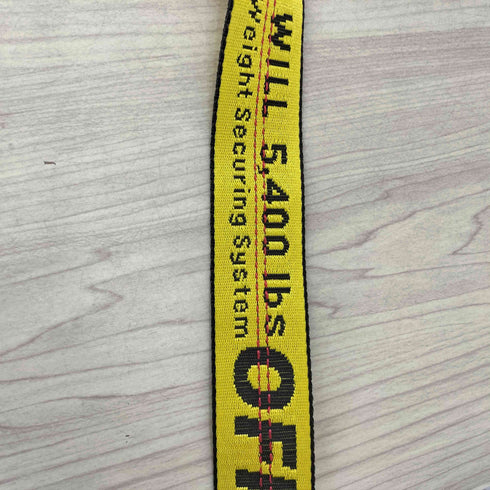 WILL 5,400 lbs
Weight Securing System
OFF